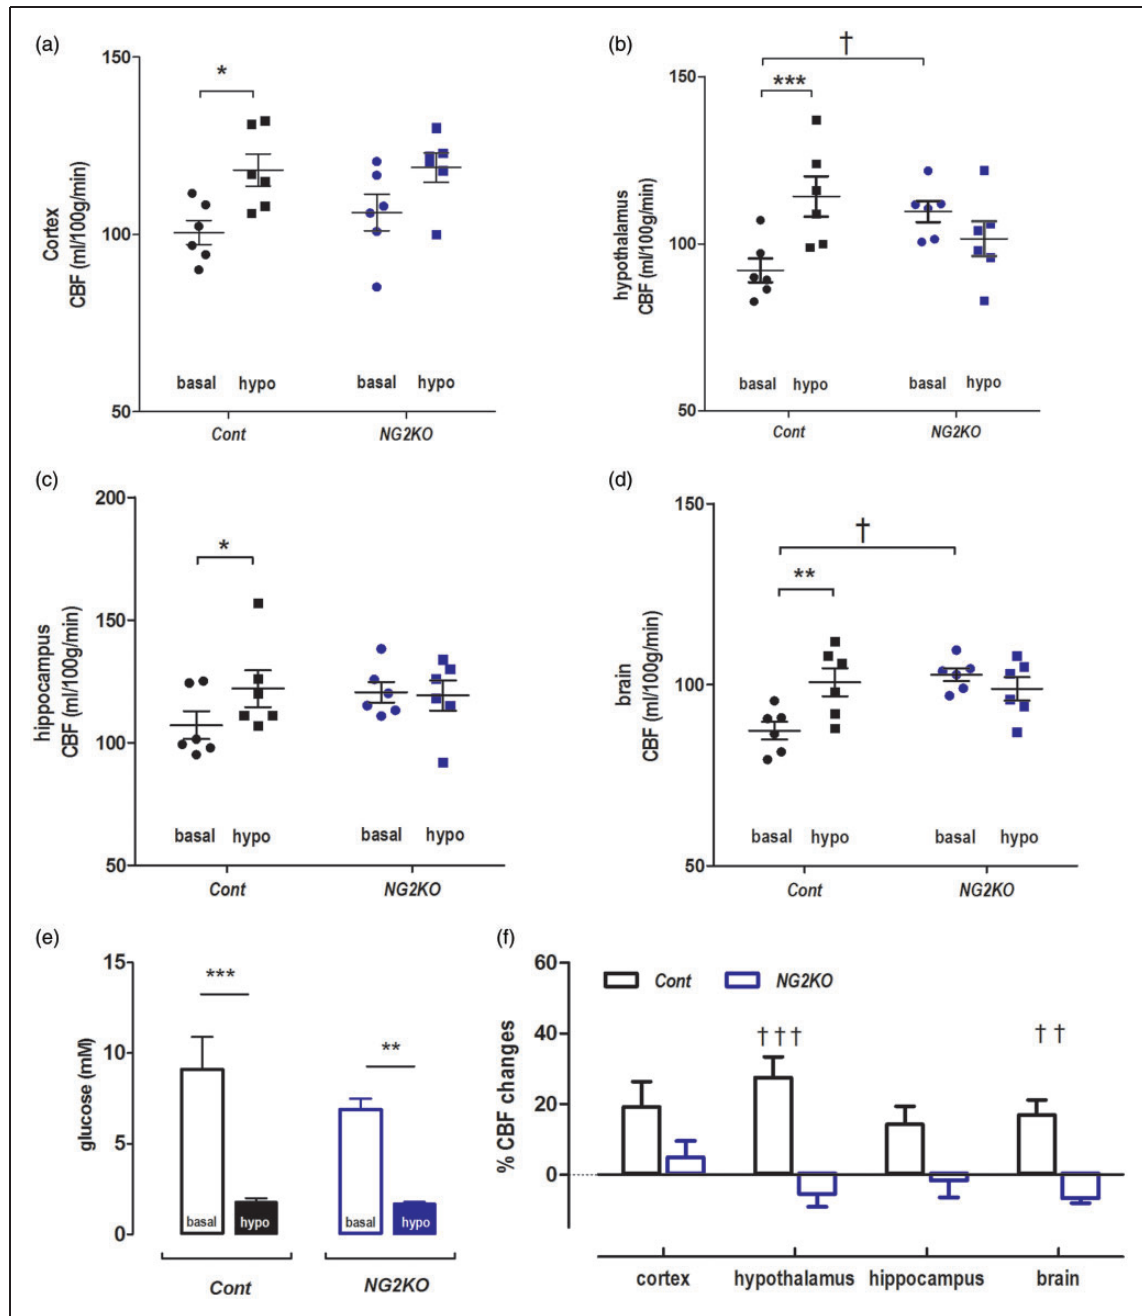 (a)
Cortex
CBF (ml/100g/min)
150
100
50
*
basal hypo basal hypo
Cont NG2KO
(b)
hypothalamus
CBF (ml/100g/min)
150
100
50
†
***
basal hypo basal hypo
Cont NG2KO
(c)
hippocampus
CBF (ml/100g/min)
200
150
100
50
*
basal hypo basal hypo
Cont NG2KO
(d)
brain
CBF (ml/100g/min)
150
100
50
†
**
basal hypo basal hypo
Cont NG2KO
(e)
glucose (mM)
15
10
5
0
***
**
basal hypo basal hypo
Cont NG2KO
(f)
% CBF changes
60
40
20
0
Cont NG2KO
††† ††
cortex hypothalamus hippocampus brain